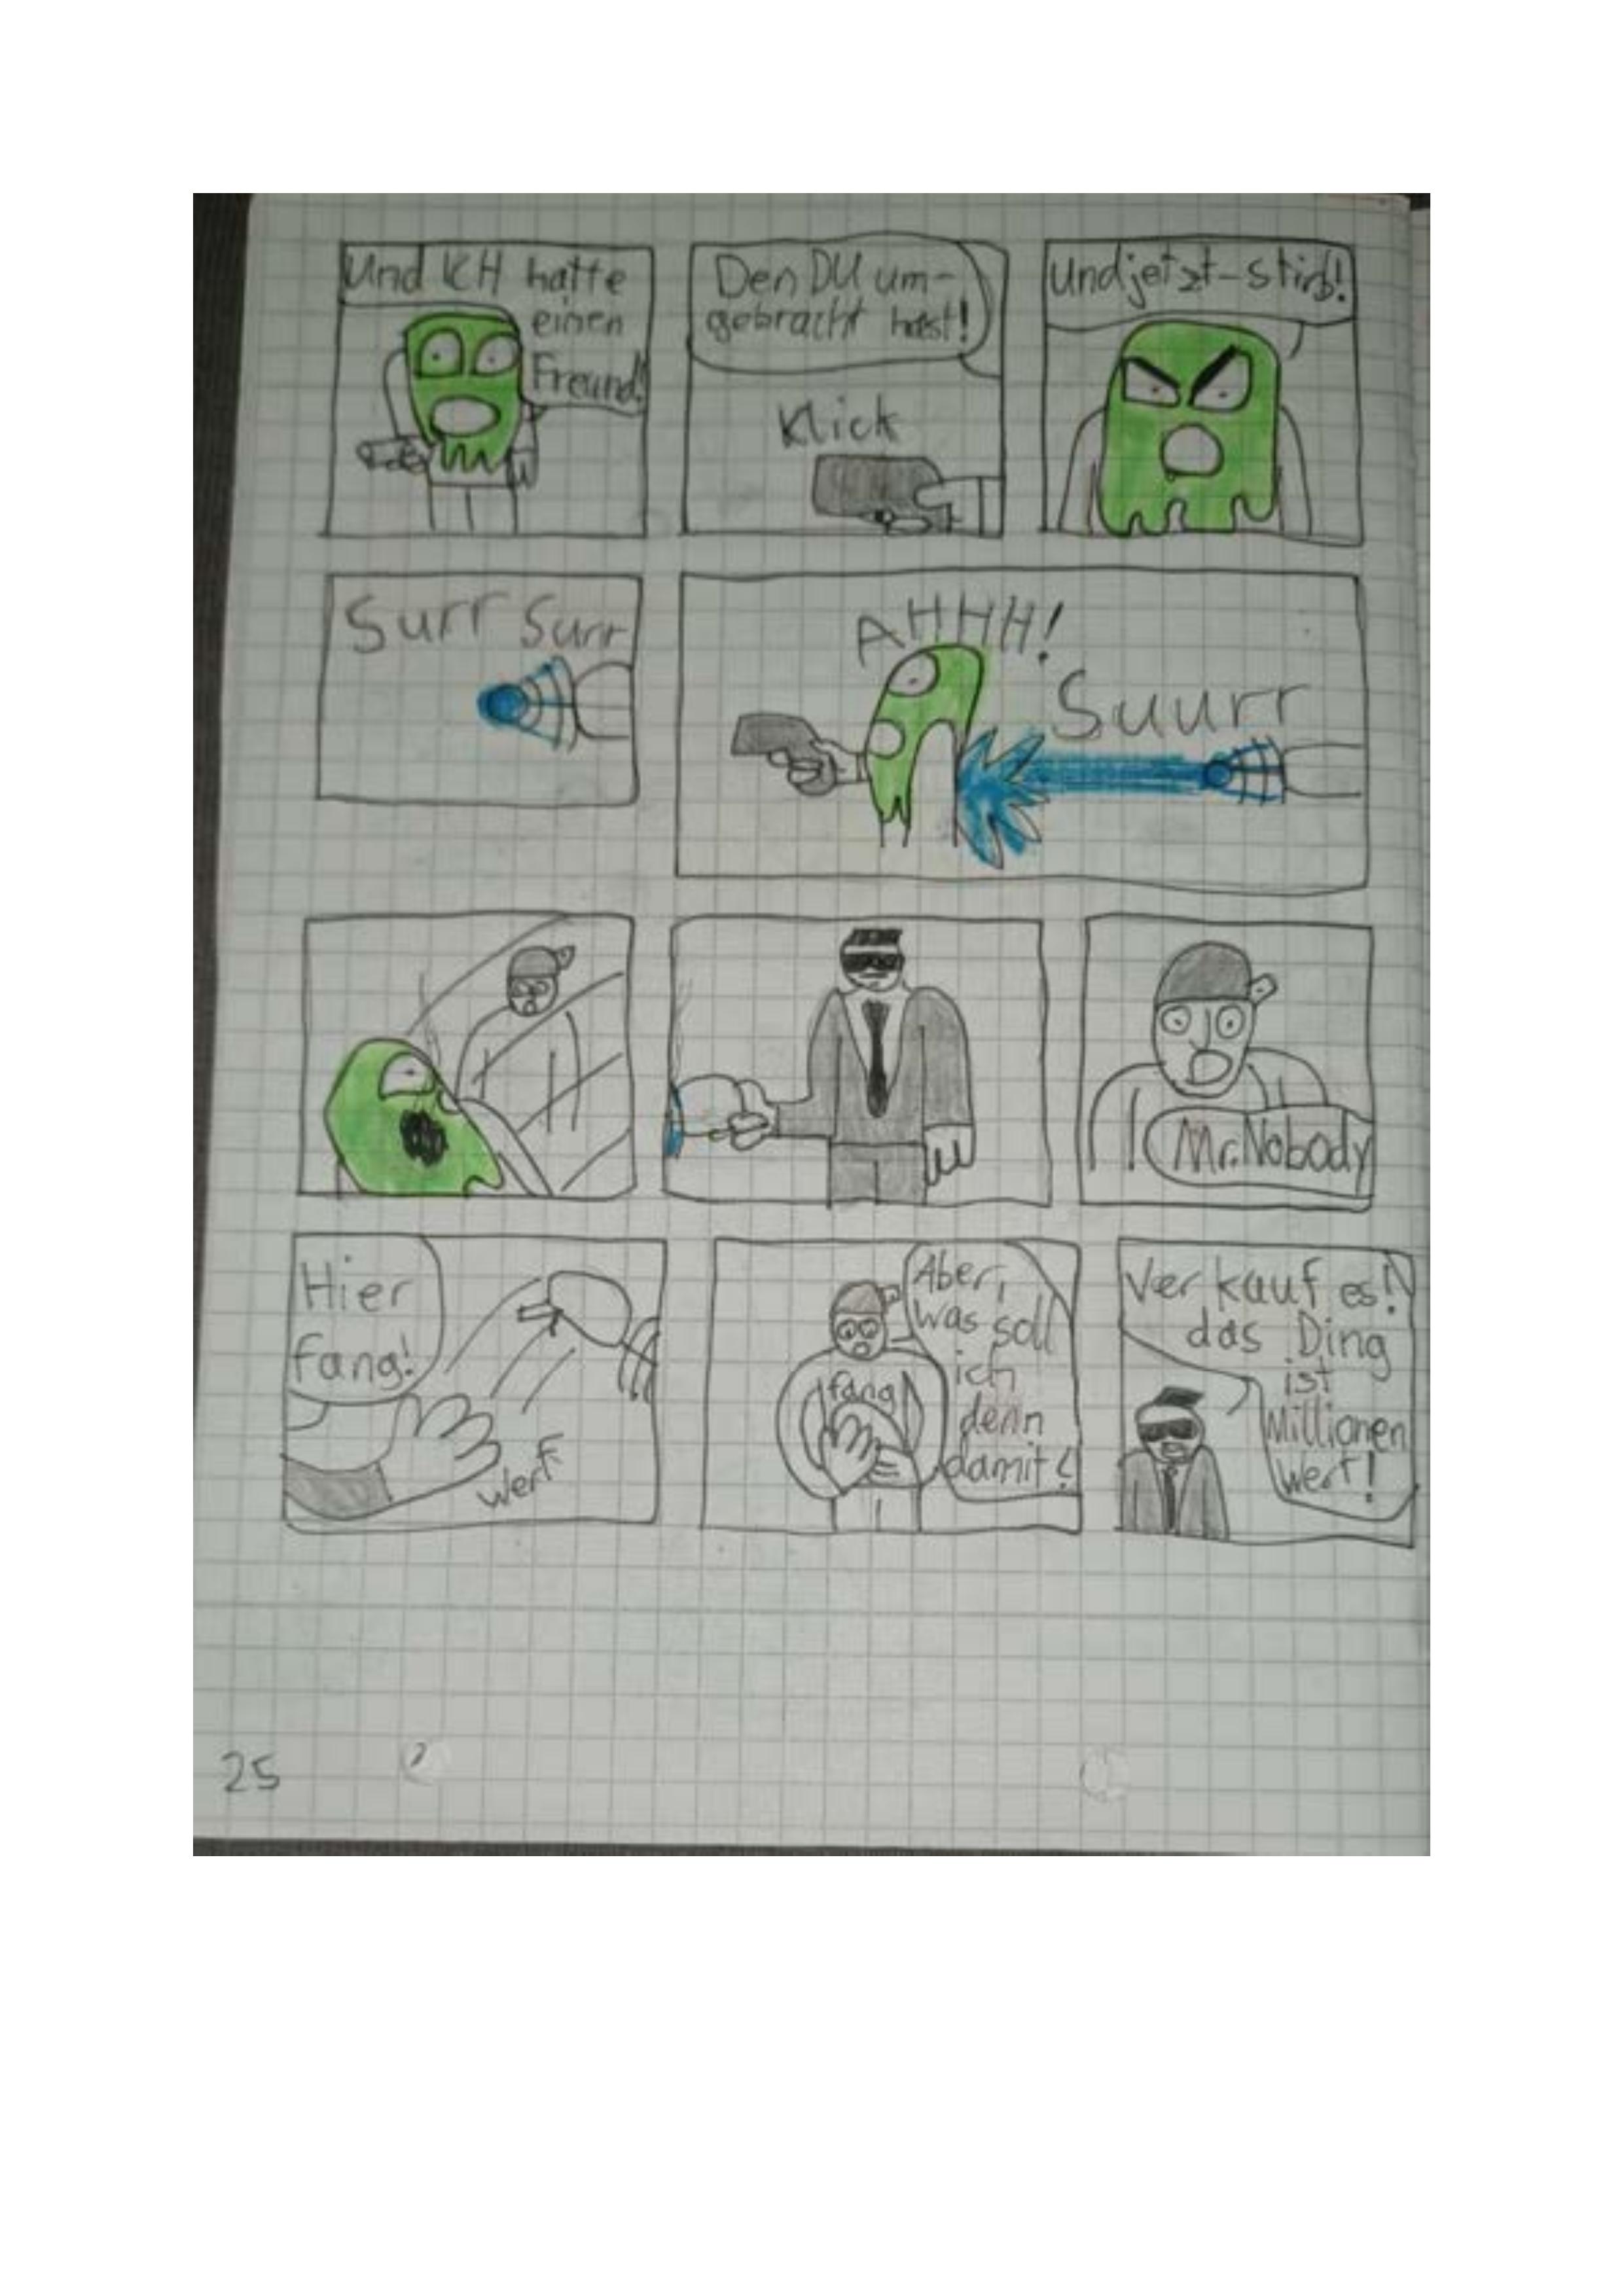 Und ICH hatte
einen
Freund!
Den DU um-
gebracht hast!
Klick
Und jetzt - stirb!
Surr Surr
AHHH!
Suurr
Mr. Nobody
Hier
fang!
werf
Aber,
was soll
ich
denn
damit?
fang
Verkauf es!
das Ding
ist
Millionen
Wert!
25